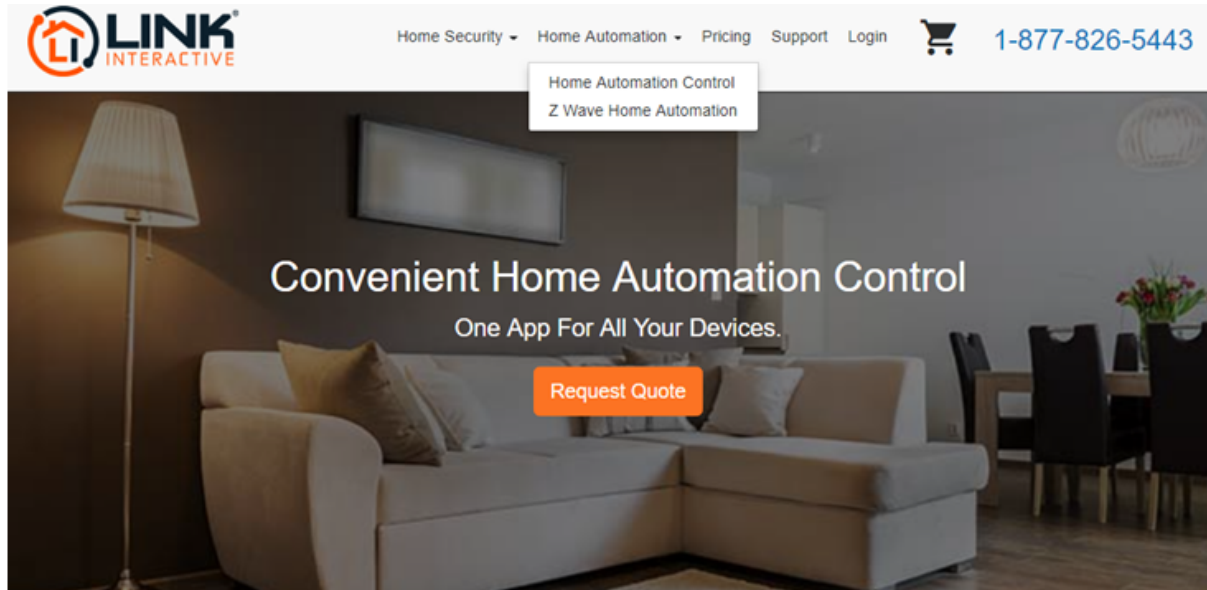 LINK
INTERACTIVE
Home Security Home Automation Pricing Support Login 1-877-826-5443
Home Automation Control
Z Wave Home Automation
Convenient Home Automation Control
One App For All Your Devices.
Request Quote